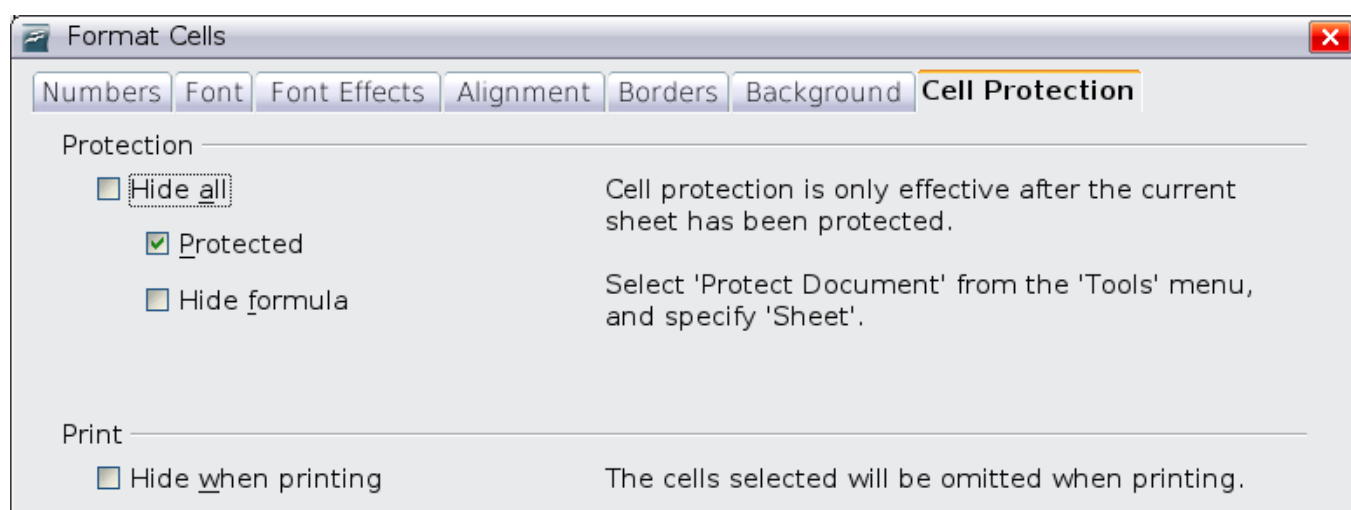 Format Cells
Numbers Font Font Effects Alignment Borders Background Cell Protection
Protection
Hide all
Cell protection is only effective after the current
sheet has been protected.
Protected
Hide formula
Select 'Protect Document' from the 'Tools' menu,
and specify 'Sheet'.
Print
Hide when printing
The cells selected will be omitted when printing.